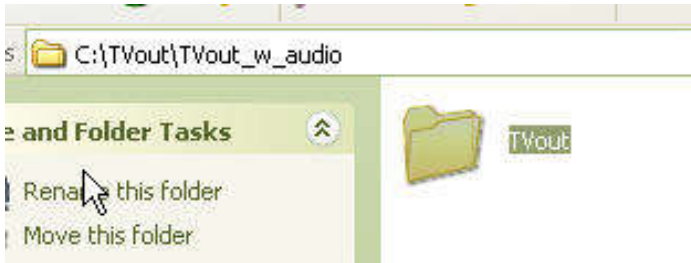 s C:\TVout\TVout_w_audio
e and Folder Tasks
TVout
Rename this folder
Move this folder